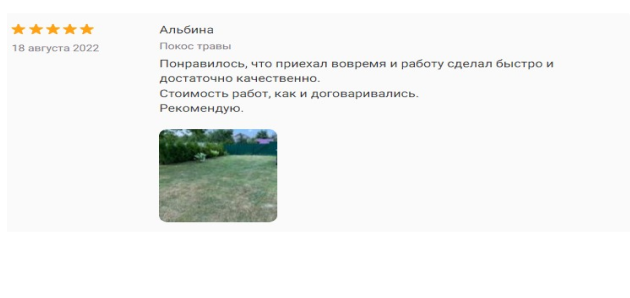 Альбина
18 августа 2022
Покос травы
Понравилось, что приехал вовремя и работу сделал быстро и
достаточно качественно.
Стоимость работ, как и договаривались.
Рекомендую.